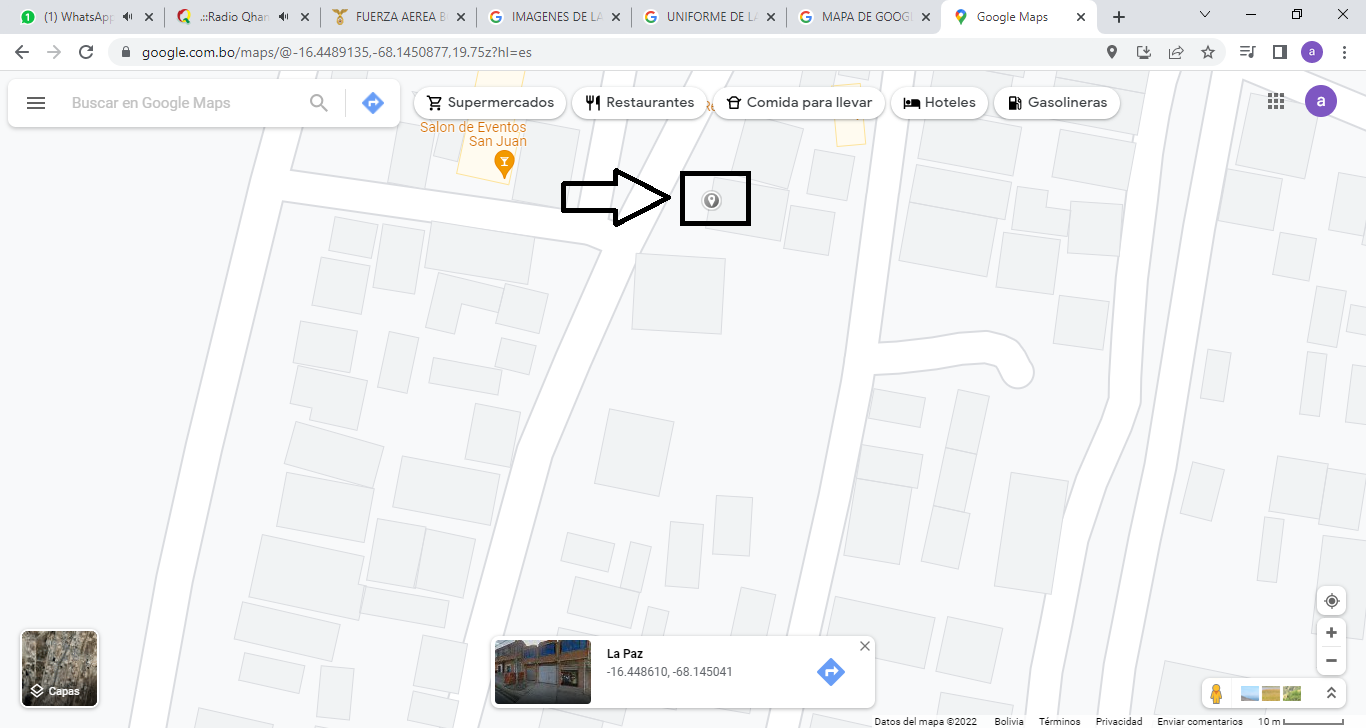 1 (1) WhatsApp
.::Radio Qhan
FUERZA AEREA B
IMAGENES DE LA
UNIFORME DE LA
MAPA DE GOOGL
Google Maps
google.com.bo/maps/@-16.4489135,-68.1450877,19.75z?hl=es
a
Buscar en Google Maps
Supermercados
Restaurantes
Comida para llevar
Hoteles
Gasolineras
a
Salon de Eventos
San Juan
Capas
La Paz
-16.448610, -68.145041
Datos del mapa ©2022 Bolivia Términos Privacidad Enviar comentarios 10 m